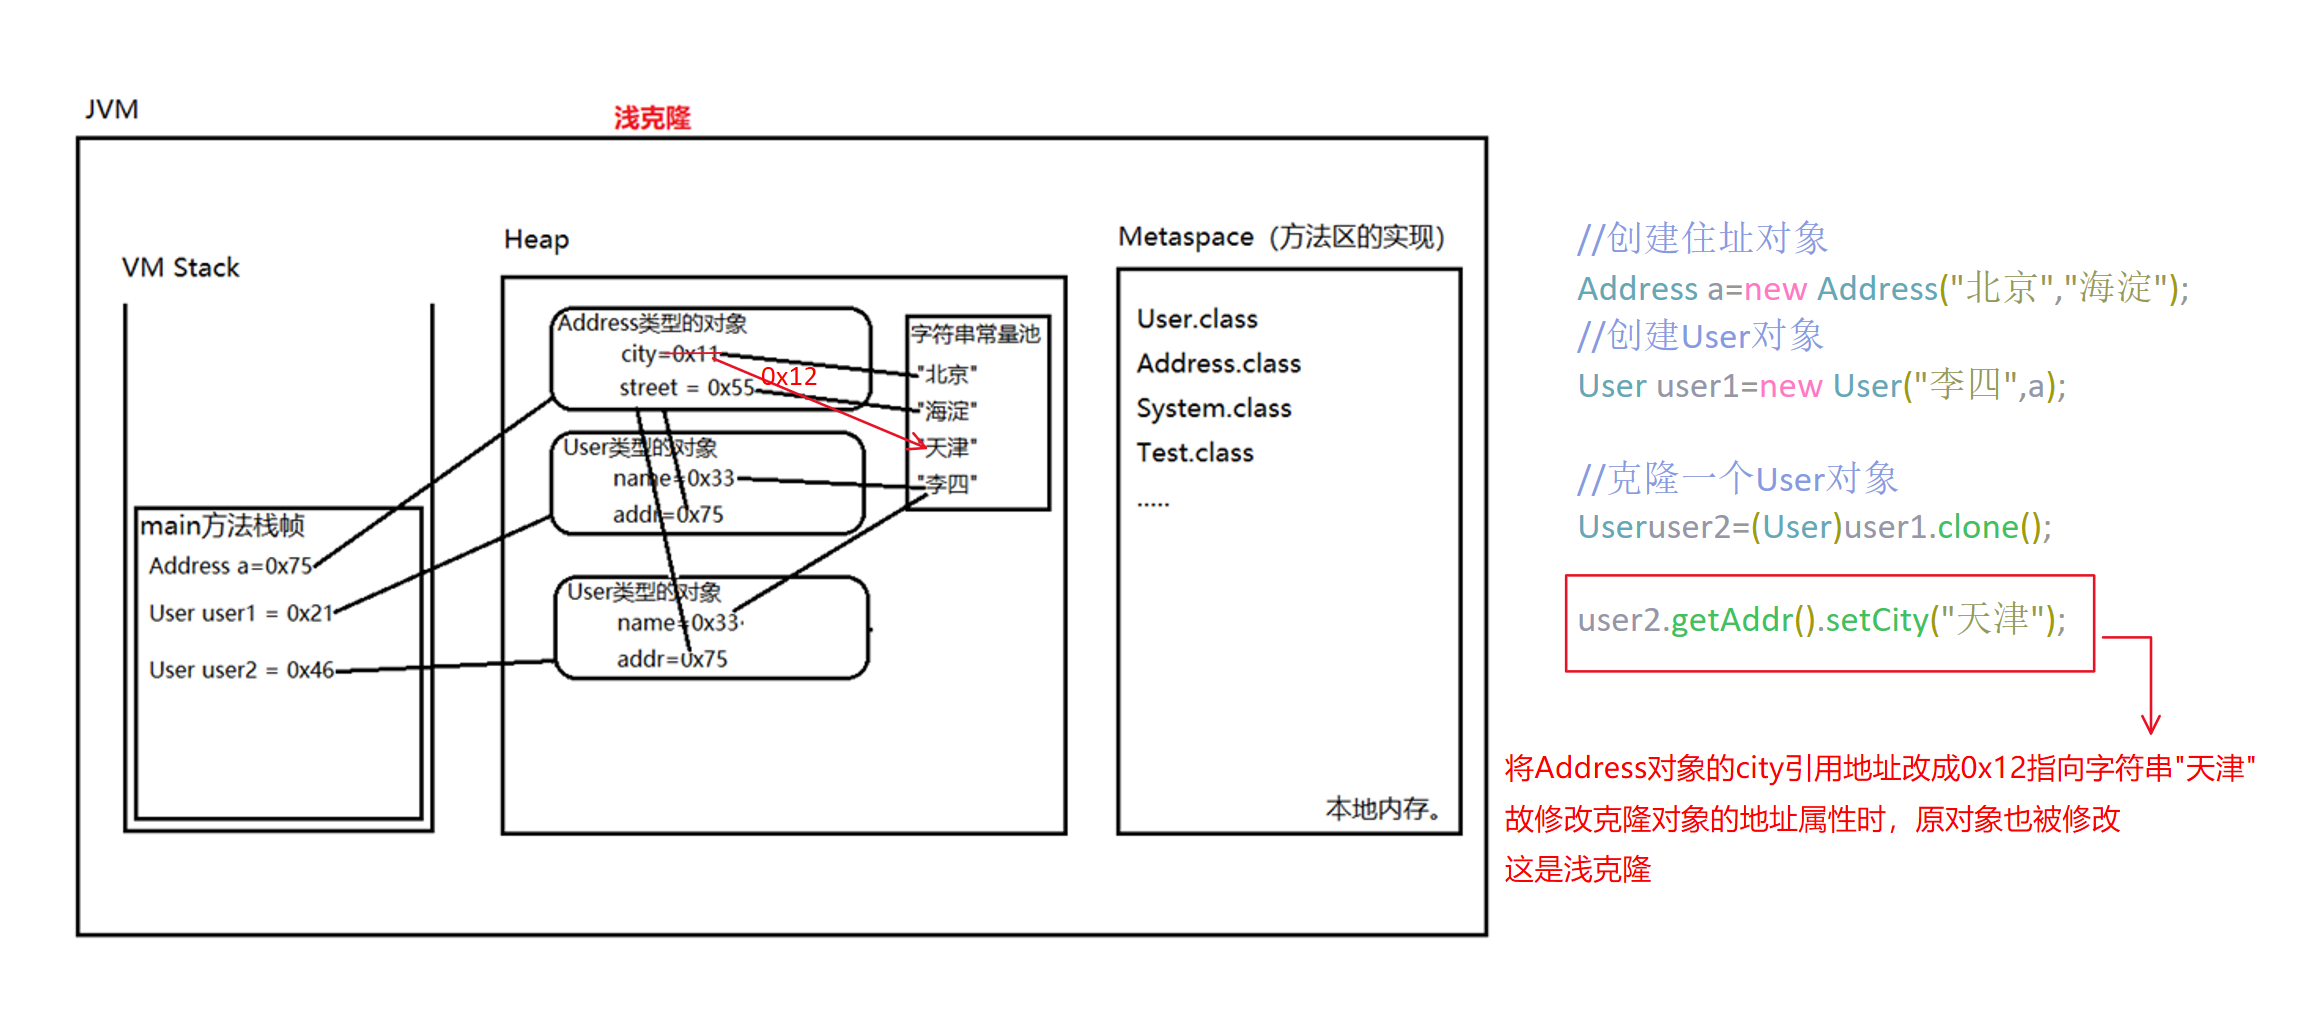 JVM
浅克隆
VM Stack
main方法栈帧
Address a=0x75
User user1 = 0x21
User user2 = 0x46
Heap
Address类型的对象
city=0x11
street = 0x55
0x12
User类型的对象
name=0x33
addr=0x75
User类型的对象
name=0x33
addr=0x75
字符串常量池
"北京"
"海淀"
"天津"
"李四"
Metaspace（方法区的实现）
User.class
Address.class
System.class
Test.class
.....
本地内存。
//创建住址对象
Address a=new Address("北京","海淀");
//创建User对象
User user1=new User("李四",a);
//克隆一个User对象
Useruser2=(User)user1.clone();
user2.getAddr().setCity("天津");
将Address对象的city引用地址改成0x12指向字符串"天津"
故修改克隆对象的地址属性时，原对象也被修改
这是浅克隆